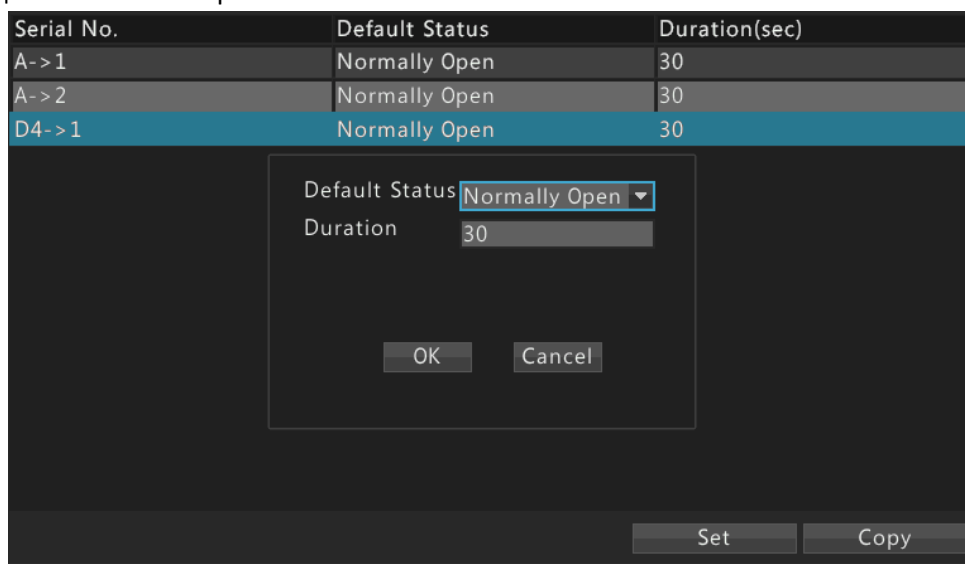 Serial No. Default Status Duration(sec)
A->1 Normally Open 30
A->2 Normally Open 30
D4->1 Normally Open 30
Default Status Normally Open
Duration 30
OK Cancel
Set Copy